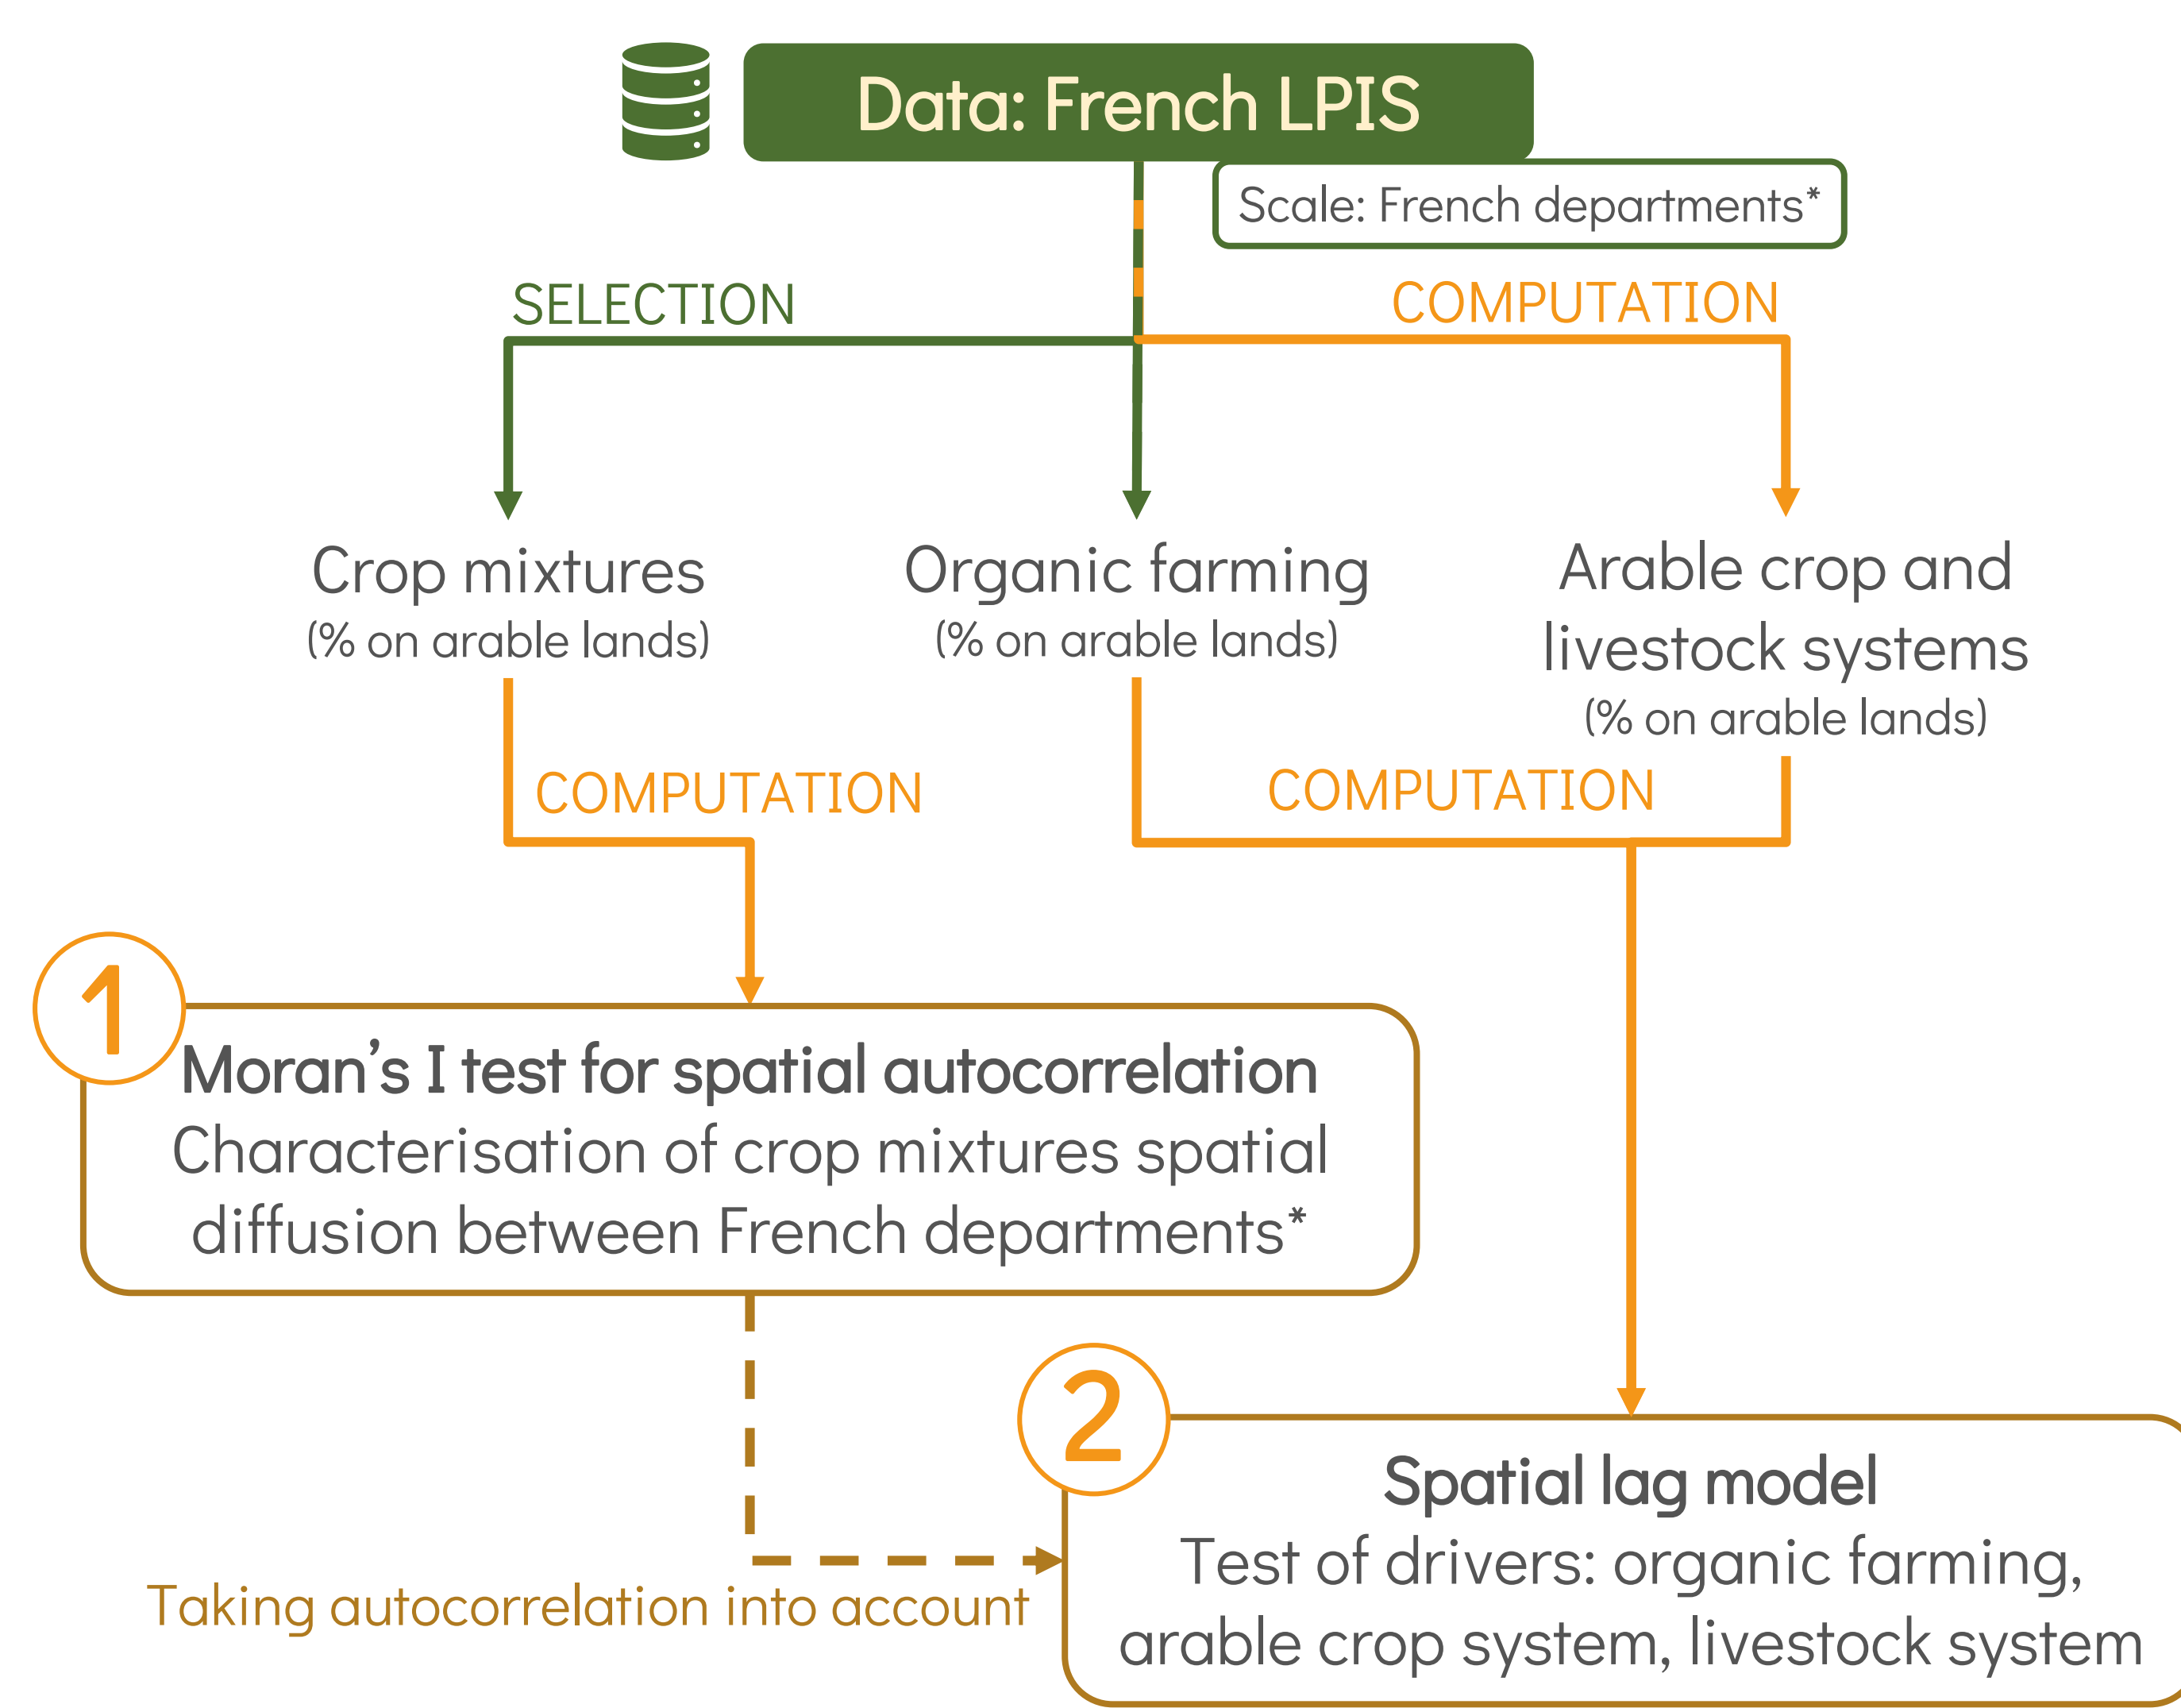 Data: French LPIS
Scale: French departments*
SELECTION
COMPUTATION
Crop mixtures
(% on arable lands)
Organic farming
(% on arable lands)
Arable crop and
livestock systems
(% on arable lands)
COMPUTATION
COMPUTATION
1
Moran's I test for spatial autocorrelation
Characterisation of crop mixtures spatial
diffusion between French departments*
2
Spatial lag model
Test of drivers: organic farming,
arable crop system, livestock system
Taking autocorrelation into account